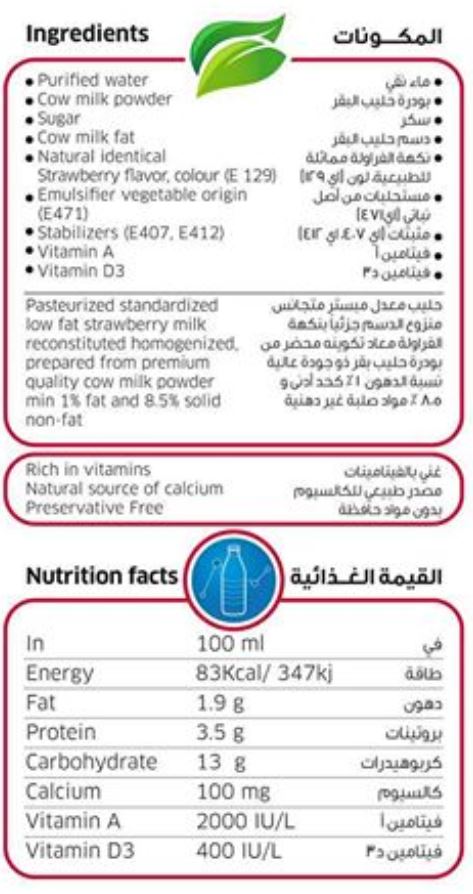 Ingredients
المكـــونات
• Purified water
• Cow milk powder
• Sugar
• Cow milk fat
• Natural identical
Strawberry flavor, colour (E 129)
• Emulsifier vegetable origin
(E471)
• Stabilizers (E407, E412)
• Vitamin A
• Vitamin D3
• ماء نقي
• بودرة حليب البقر
• سكر
• دسم حليب البقر
• نكهة الفراولة مماثلة
للطبيعية، لون (اي ١٢٩)
• مستحلبات من أصل
نباتي (اي ٤٧١)
• مثبتات (اي ٤٠٧، اي ٤١٢)
• فيتامين أ
• فيتامين د٣
Pasteurized standardized
low fat strawberry milk
reconstituted homogenized,
prepared from premium
quality cow milk powder
min 1% fat and 8.5% solid
non-fat
حليب معدل مبستر متجانس
منزوع الدسم جزئياً بنكهة
الفراولة معاد تكوينه محضر من
بودرة حليب بقر ذو جودة عالية
نسبة الدهون ١٪ كحد أدنى و
٨.٥ ٪ مواد صلبة غير دهنية
Rich in vitamins
Natural source of calcium
Preservative Free
غني بالفيتامينات
مصدر طبيعي للكالسيوم
بدون مواد حافظة
Nutrition facts
القيمة الغــذائية
In 100 ml في
Energy 83Kcal/ 347kj طاقة
Fat 1.9 g دهون
Protein 3.5 g بروتينات
Carbohydrate 13 g كربوهيدرات
Calcium 100 mg كالسيوم
Vitamin A 2000 IU/L فيتامين أ
Vitamin D3 400 IU/L فيتامين د٣